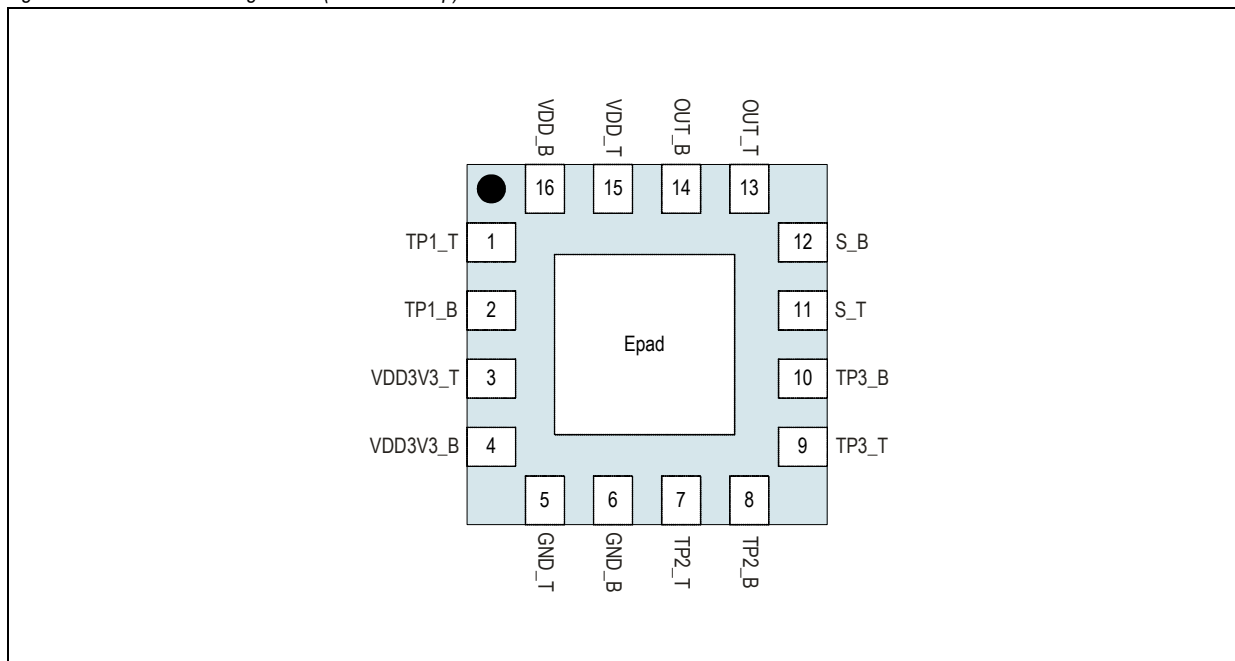 VDD_B
VDD_T
OUT_B
OUT_T
16
15
14
13
TP1_T 1
12 S_B
TP1_B 2
11 S_T
Epad
VDD3V3_T 3
10 TP3_B
VDD3V3_B 4
9 TP3_T
5
6
7
8
GND_T
GND_B
TP2_T
TP2_B